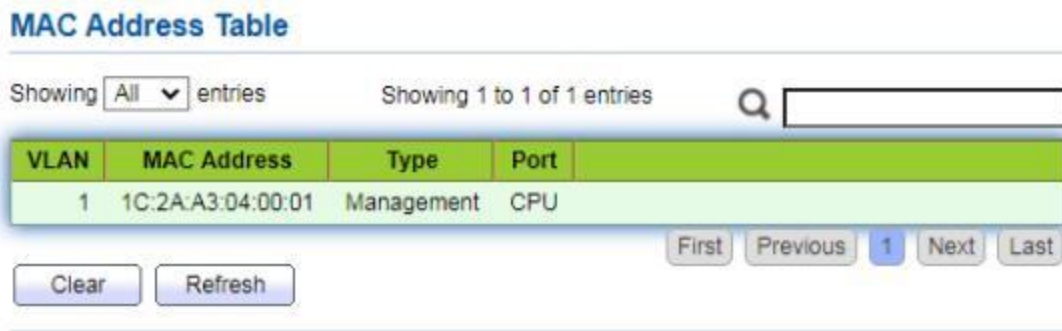 MAC Address Table
Showing All entries Showing 1 to 1 of 1 entries
VLAN MAC Address Type Port
1 1C:2A:A3:04:00:01 Management CPU
First Previous 1 Next Last
Clear Refresh